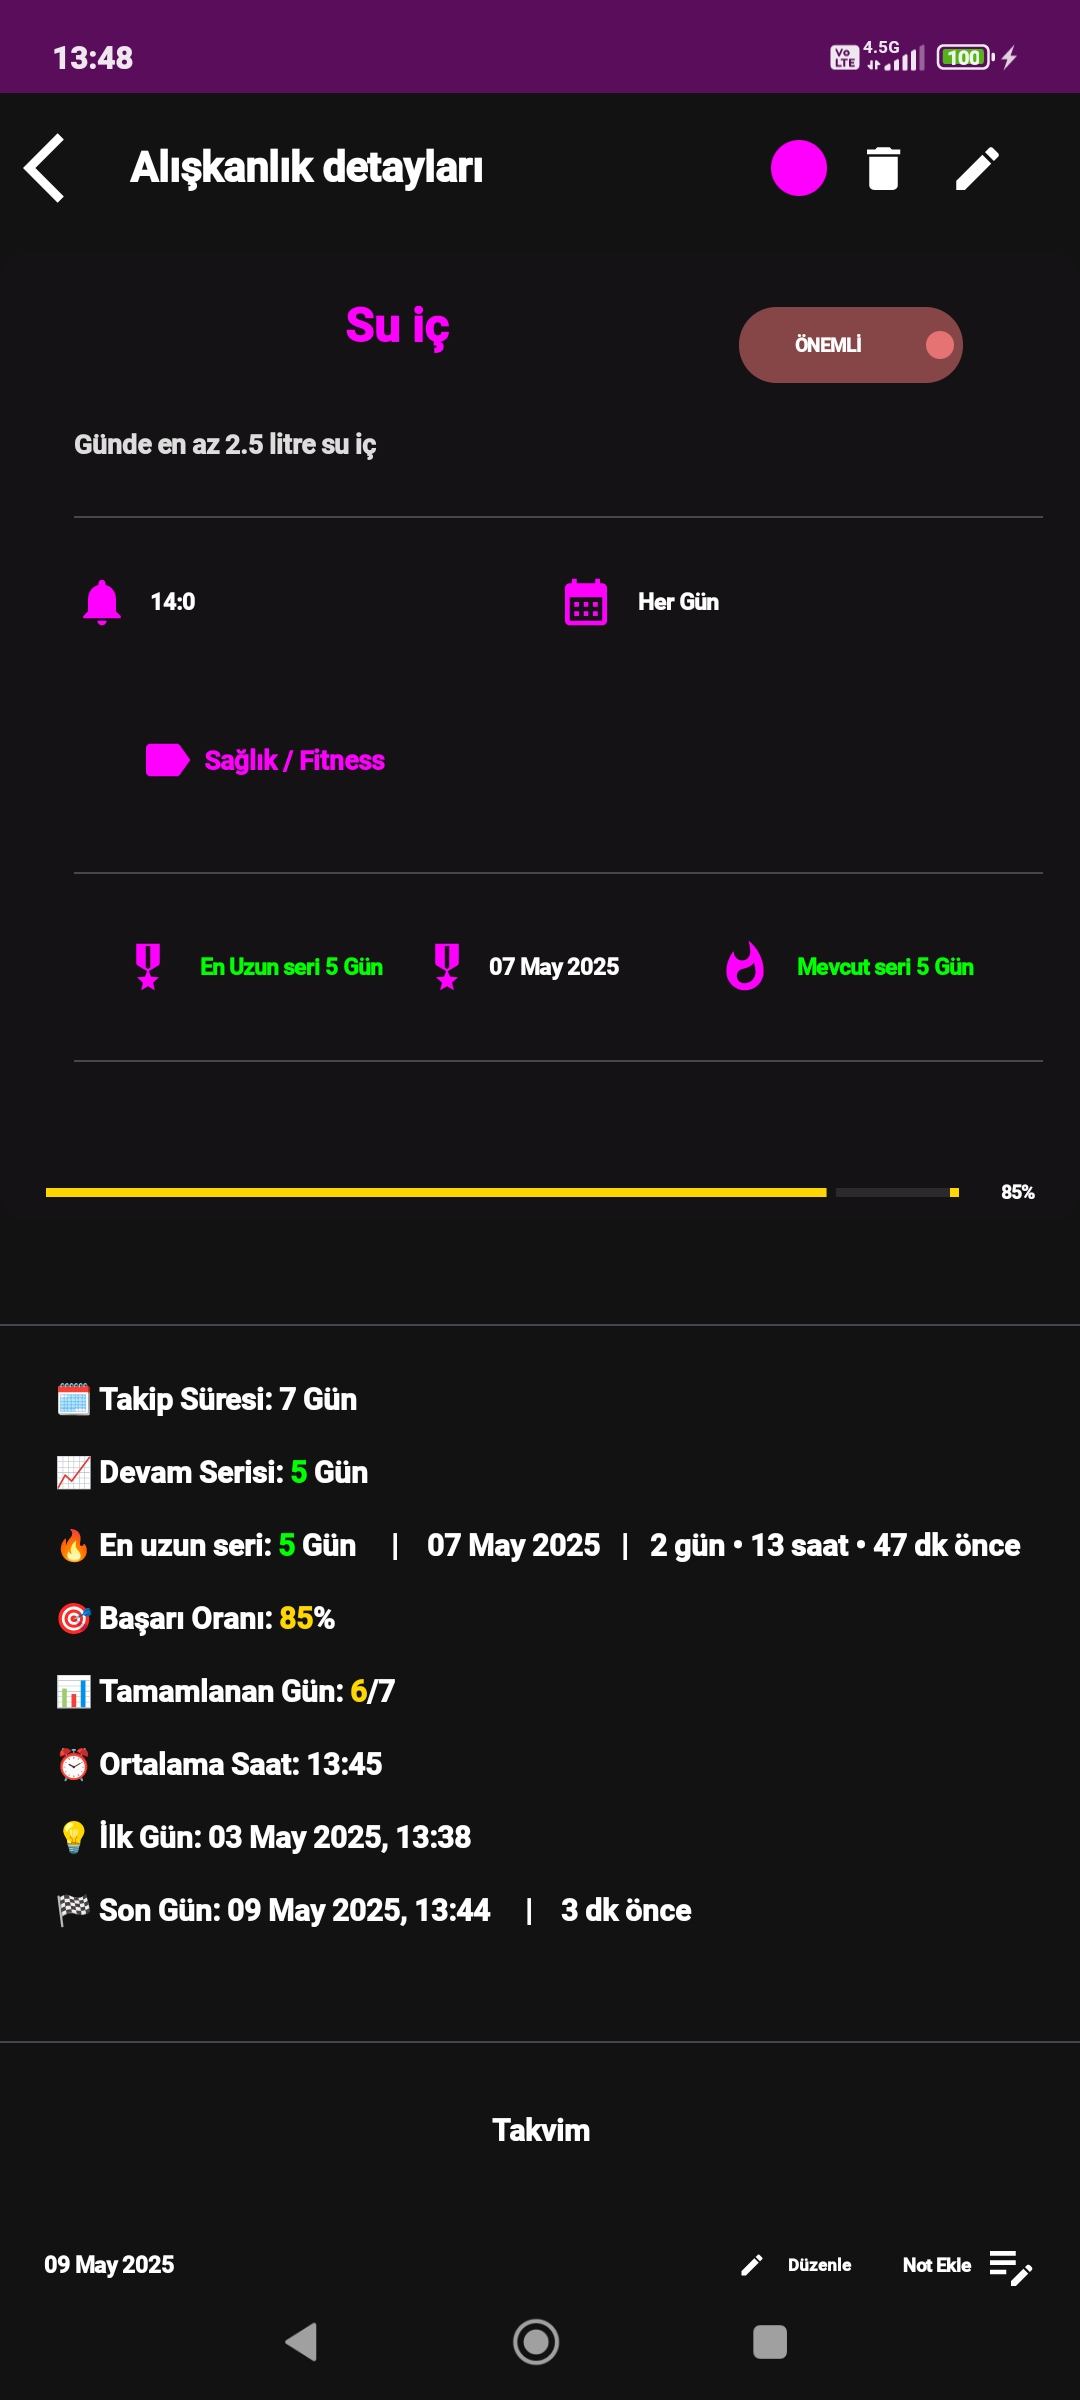 13:48
Vo LTE 4.5G 100
Alışkanlık detayları
Su iç
ÖNEMLİ
Günde en az 2.5 litre su iç
14:0
Her Gün
Sağlık / Fitness
En Uzun seri 5 Gün
07 May 2025
Mevcut seri 5 Gün
85%
Takip Süresi: 7 Gün
Devam Serisi: 5 Gün
En uzun seri: 5 Gün | 07 May 2025 | 2 gün • 13 saat • 47 dk önce
Başarı Oranı: 85%
Tamamlanan Gün: 6/7
Ortalama Saat: 13:45
İlk Gün: 03 May 2025, 13:38
Son Gün: 09 May 2025, 13:44 | 3 dk önce
Takvim
09 May 2025
Düzenle
Not Ekle